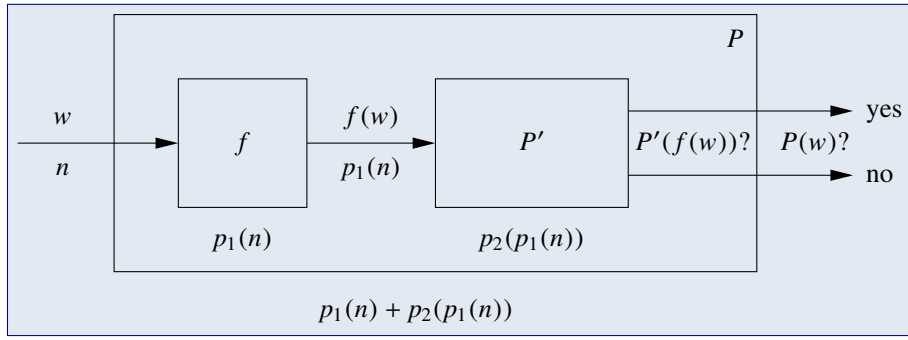 P
w
n
f
f(w)
p₁(n)
P′
P′(f(w))?
P(w)?
yes
no
p₁(n)
p₂(p₁(n))
p₁(n) + p₂(p₁(n))